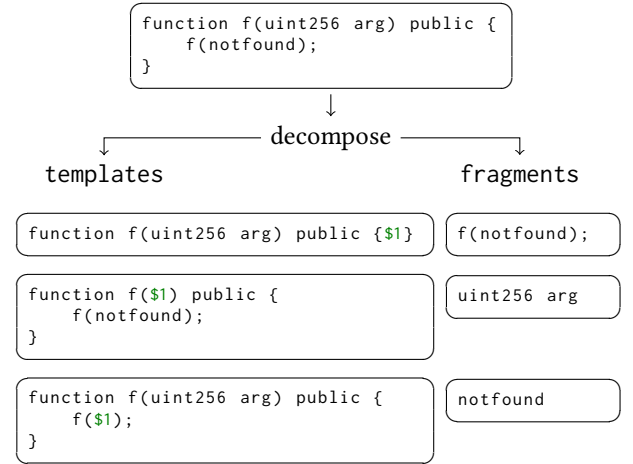 function f(uint256 arg) public {
    f(notfound);
}
decompose
templates
fragments
function f(uint256 arg) public {$1}
f(notfound);
function f($1) public {
    f(notfound);
}
uint256 arg
function f(uint256 arg) public {
    f($1);
}
notfound